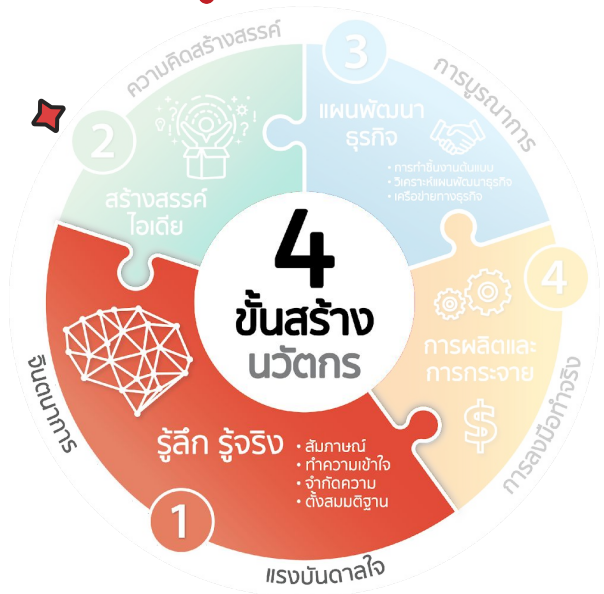 4
ขั้นสร้าง
นวัตกร
1
รู้ลึก รู้จริง
• สัมภาษณ์
• ทำความเข้าใจ
• จำกัดความ
• ตั้งสมมติฐาน
2
สร้างสรรค์
ไอเดีย
3
แผนพัฒนา
ธุรกิจ
• การทำชิ้นงานต้นแบบ
• วิเคราะห์แผนพัฒนาธุรกิจ
• เครือข่ายทางธุรกิจ
4
การผลิตและ
การกระจาย
$
แรงบันดาลใจ
จินตนาการ
ความคิดสร้างสรรค์
การบูรณาการ
การลงมือทำจริง